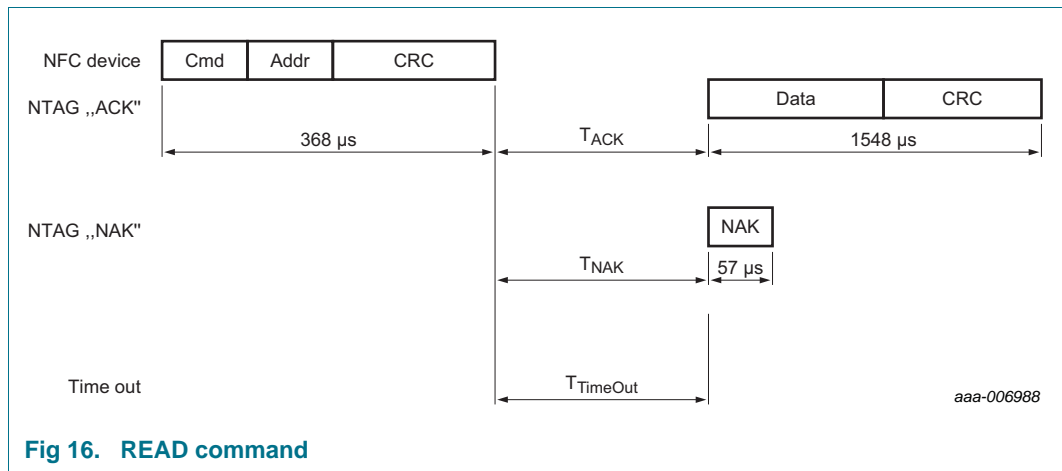 NFC device Cmd Addr CRC
NTAG ,,ACK" Data CRC
368 µs TACK 1548 µs
NTAG ,,NAK" NAK
TNAK 57 µs
Time out TTimeOut aaa-006988
Fig 16. READ command